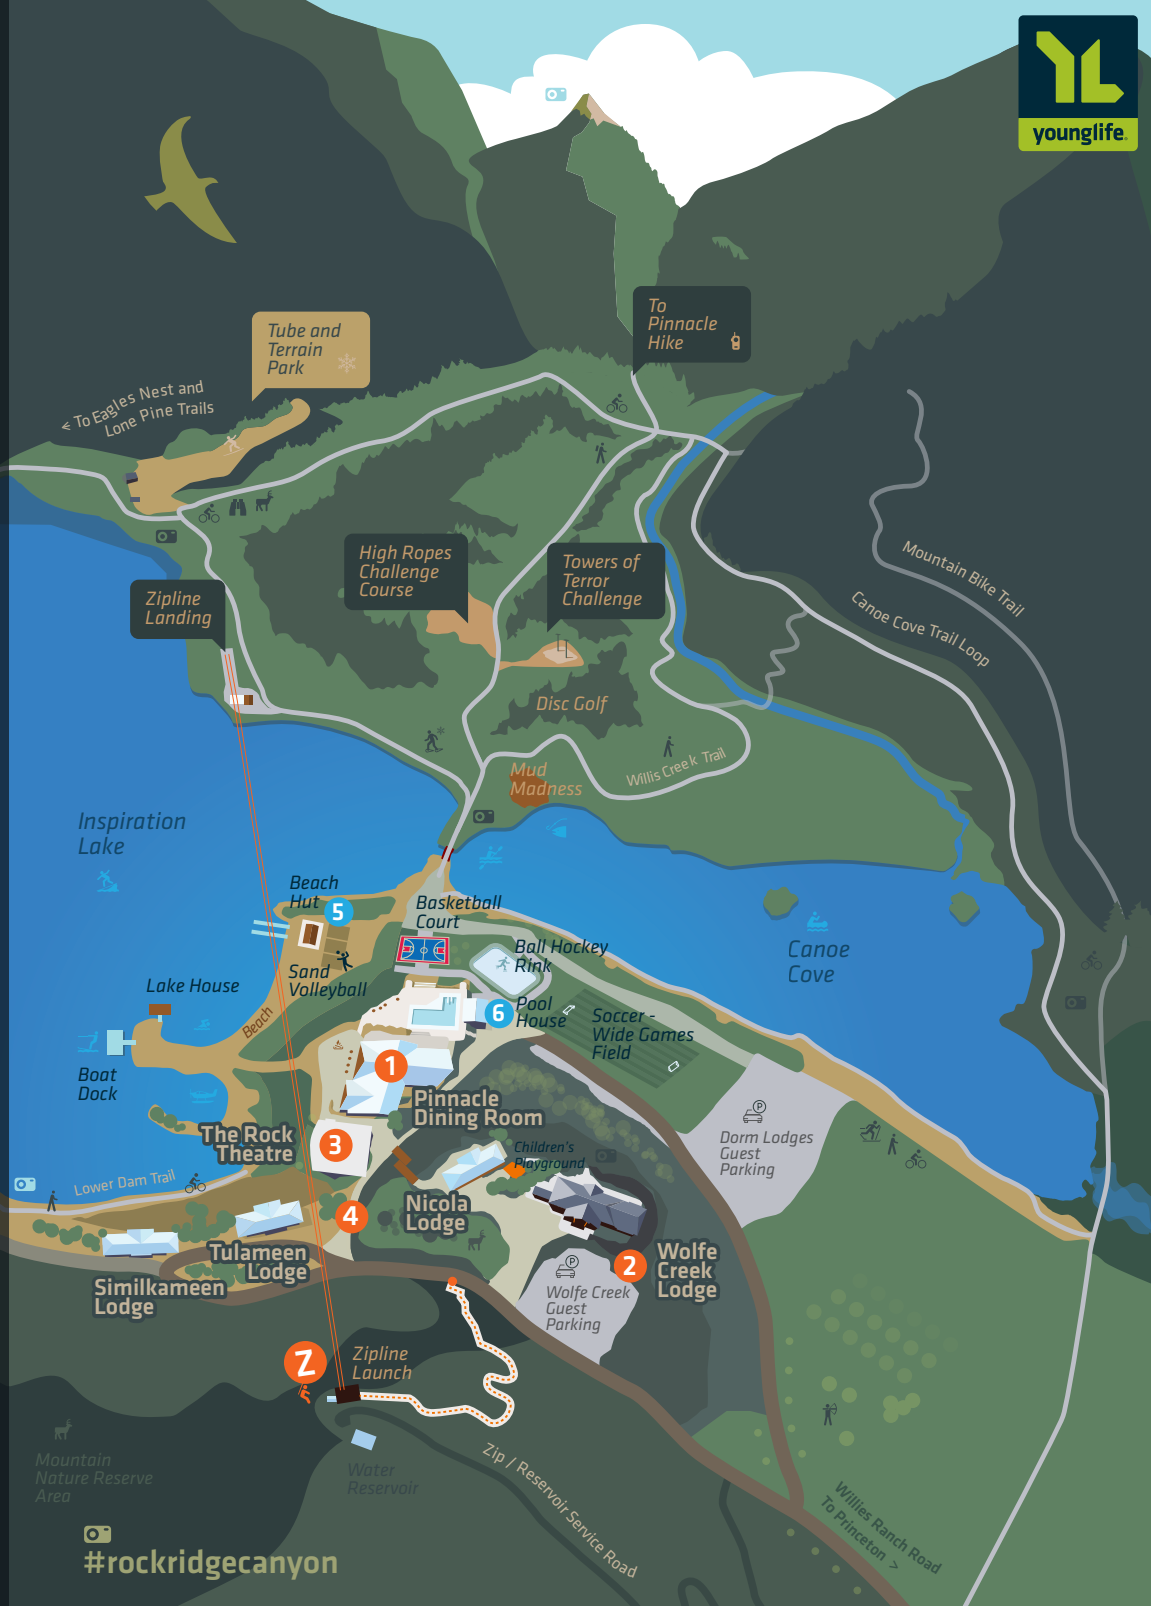 younglife.
To
Pinnacle
Hike
Tube and
Terrain
Park
< To Eagles Nest and
Lone Pine Trails
High Ropes
Challenge
Course
Towers of
Terror
Challenge
Zipline
Landing
Mountain Bike Trail
Canoe Cove Trail Loop
Disc Golf
Willis Creek Trail
Mud
Madness
Inspiration
Lake
Beach
Hut
5
Basketball
Court
Ball Hockey
Rink
Canoe
Cove
Sand
Volleyball
Lake House
Beach
6
Pool
House
Soccer -
Wide Games
Field
Boat
Dock
1
Pinnacle
Dining Room
The Rock
Theatre
3
Children's
Playground
P
Dorm Lodges
Guest
Parking
Lower Dam Trail
4
Nicola
Lodge
Tulameen
Lodge
Similkameen
Lodge
2
Wolfe
Creek
Lodge
P
Wolfe Creek
Guest
Parking
Z
Zipline
Launch
Mountain
Nature Reserve
Area
Water
Reservoir
Zip / Reservoir Service Road
Willies Ranch Road
To Princeton >
#rockridgecanyon